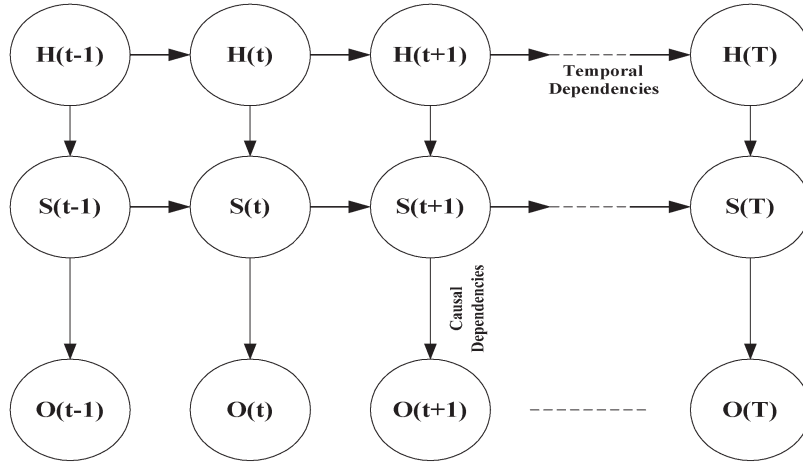 H(t-1) H(t) H(t+1) H(T)
Temporal
Dependencies
S(t-1) S(t) S(t+1) S(T)
Causal
Dependencies
O(t-1) O(t) O(t+1) O(T)